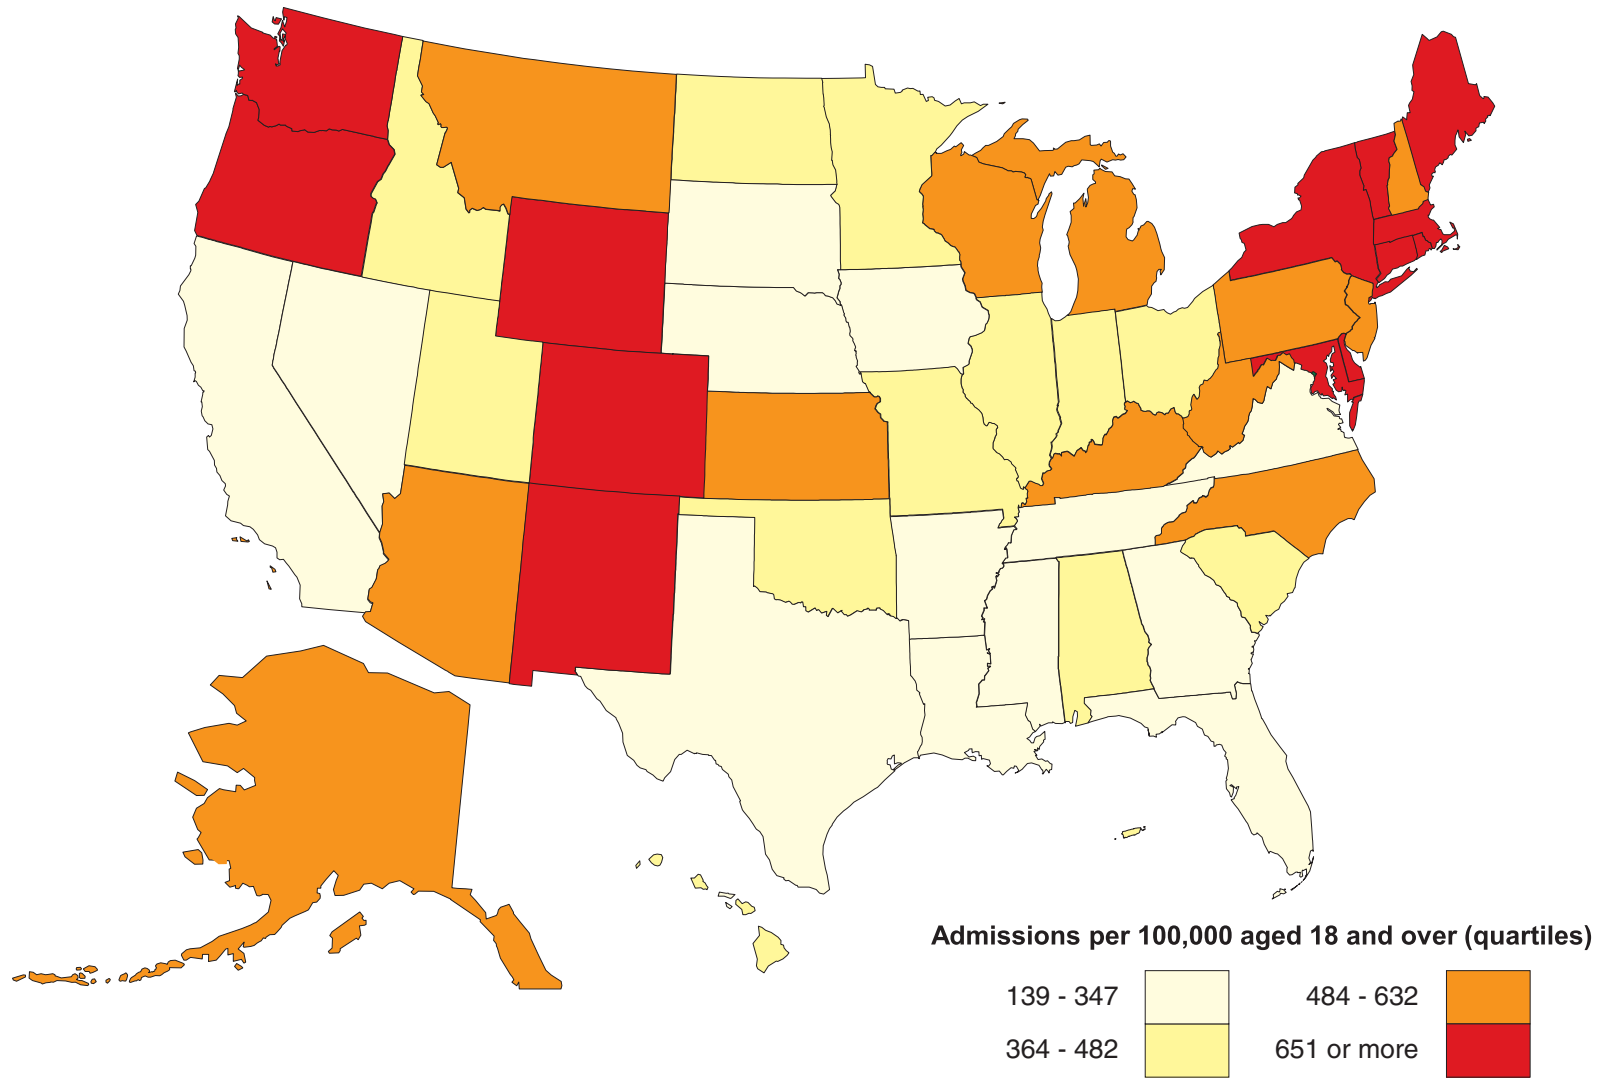 Admissions per 100,000 aged 18 and over (quartiles)
139 - 347
484 - 632
364 - 482
651 or more